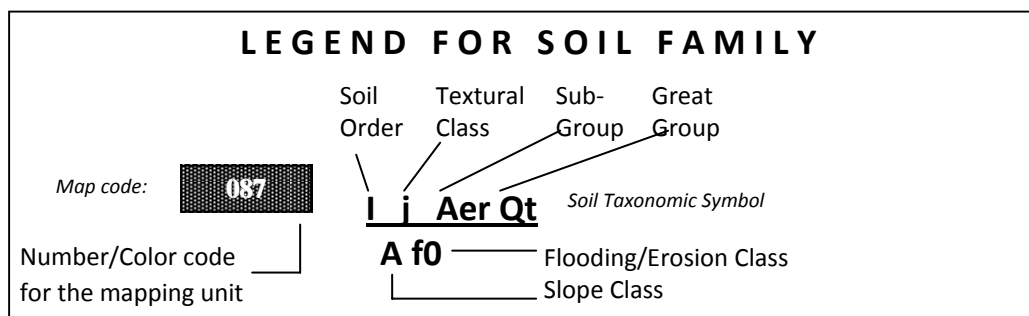 LEGEND FOR SOIL FAMILY
Soil Textural Sub- Great
Order Class Group Group
Map code: 087 I j Aer Qt Soil Taxonomic Symbol
A f0 Flooding/Erosion Class
Number/Color code
for the mapping unit Slope Class